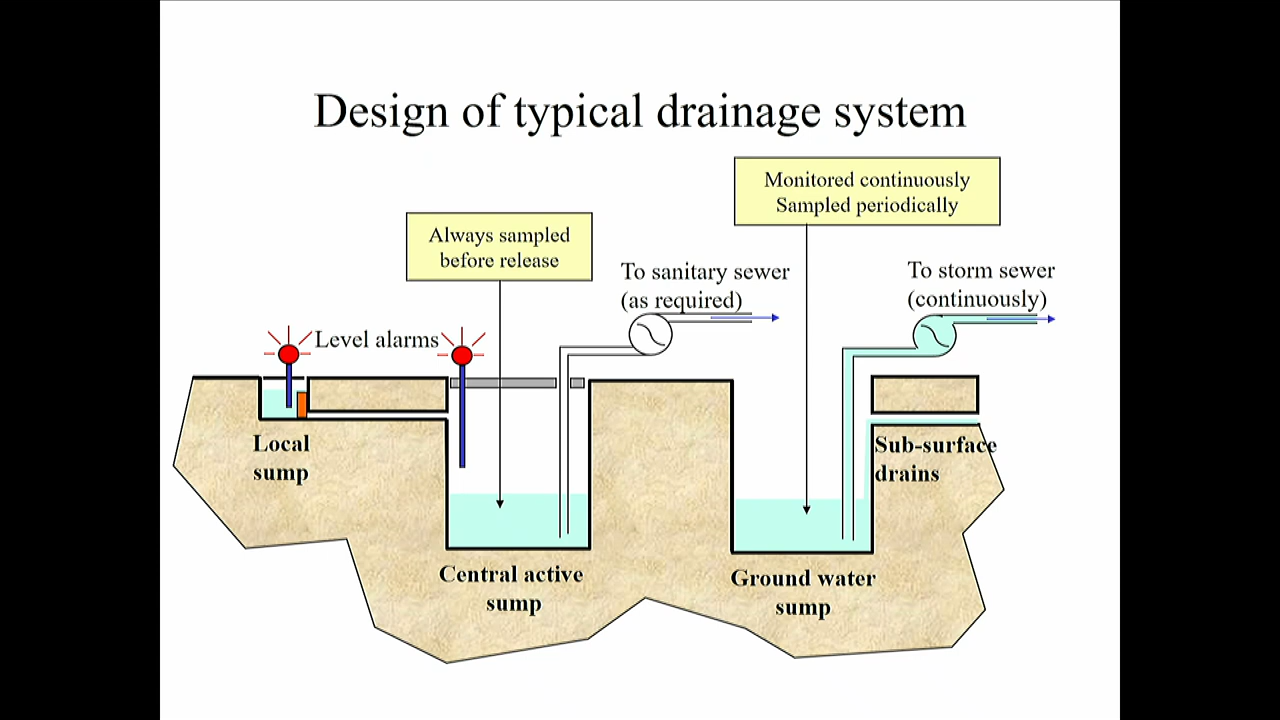 Design of typical drainage system
Monitored continuously
Sampled periodically
Always sampled
before release
To sanitary sewer
(as required)
To storm sewer
(continuously)
Level alarms
Local
sump
Sub-surface
drains
Central active
sump
Ground water
sump